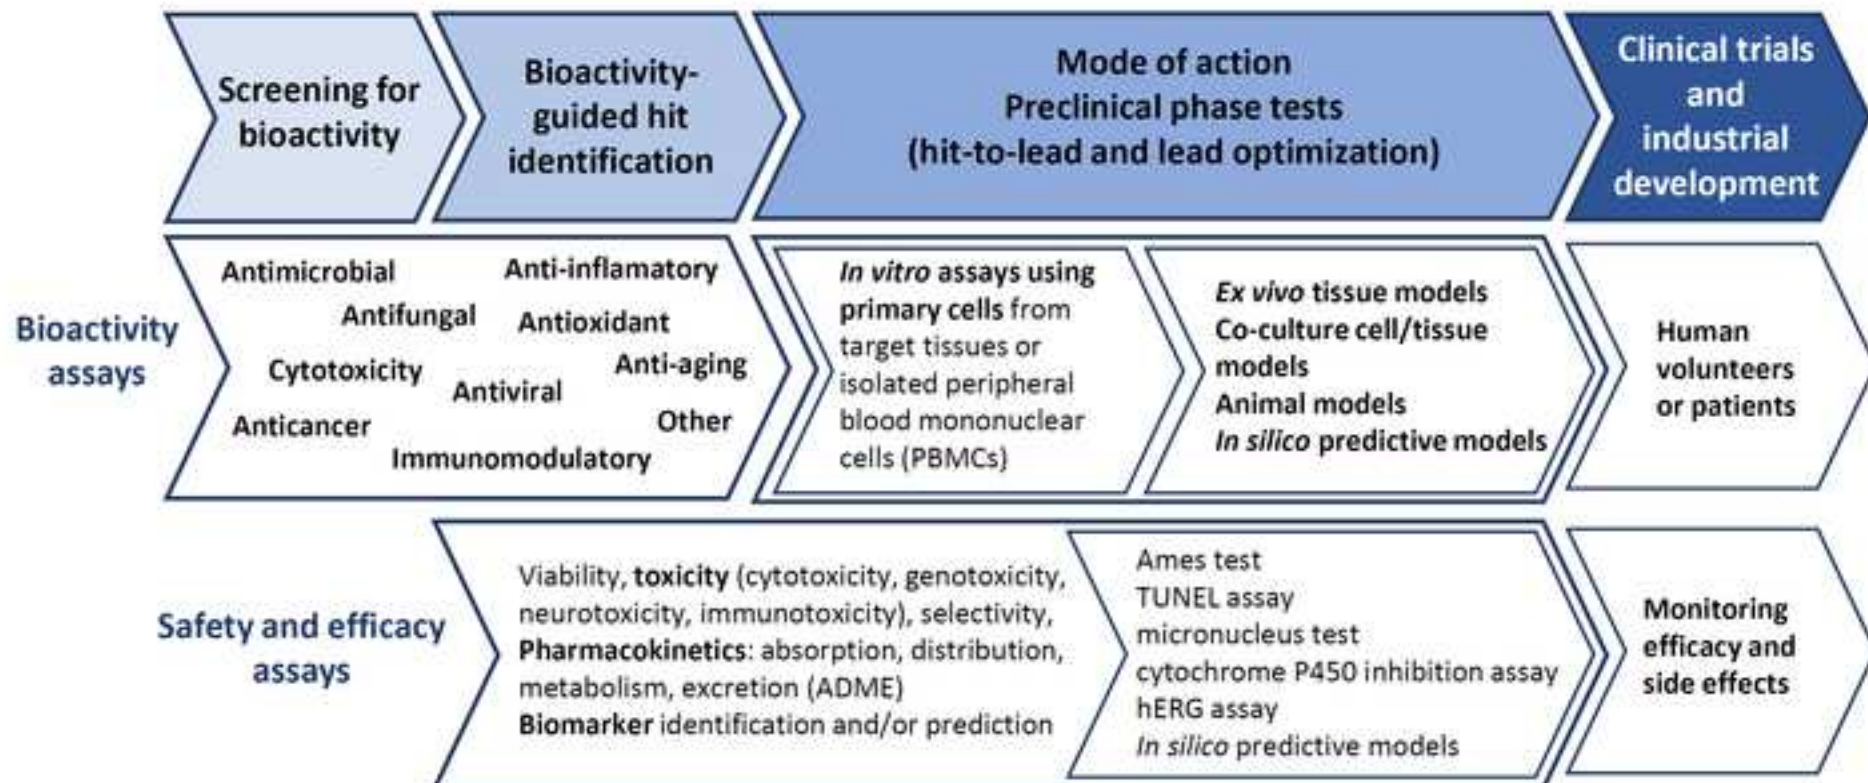 Screening for
bioactivity
Bioactivity-
guided hit
identification
Mode of action
Preclinical phase tests
(hit-to-lead and lead optimization)
Clinical trials
and
industrial
development
Bioactivity
assays
Antimicrobial
Anti-inflamatory
Antifungal
Antioxidant
Cytotoxicity
Anti-aging
Antiviral
Anticancer
Other
Immunomodulatory
In vitro assays using
primary cells from
target tissues or
isolated peripheral
blood mononuclear
cells (PBMCs)
Ex vivo tissue models
Co-culture cell/tissue
models
Animal models
In silico predictive models
Human
volunteers
or patients
Safety and efficacy
assays
Viability, toxicity (cytotoxicity, genotoxicity,
neurotoxicity, immunotoxicity), selectivity,
Pharmacokinetics: absorption, distribution,
metabolism, excretion (ADME)
Biomarker identification and/or prediction
Ames test
TUNEL assay
micronucleus test
cytochrome P450 inhibition assay
hERG assay
In silico predictive models
Monitoring
efficacy and
side effects